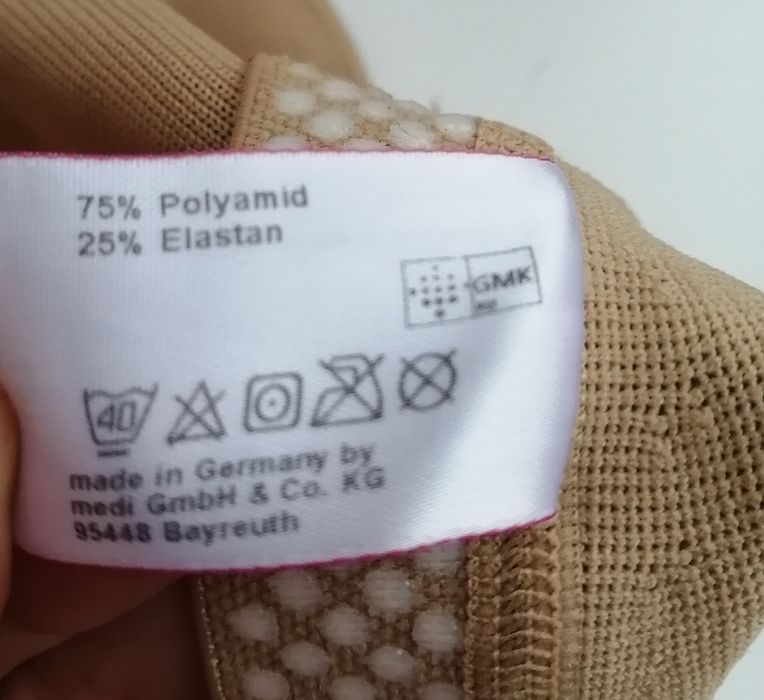 75% Polyamid
25% Elastan
GMK
40
made in Germany by
medi GmbH & Co. KG
95448 Bayreuth